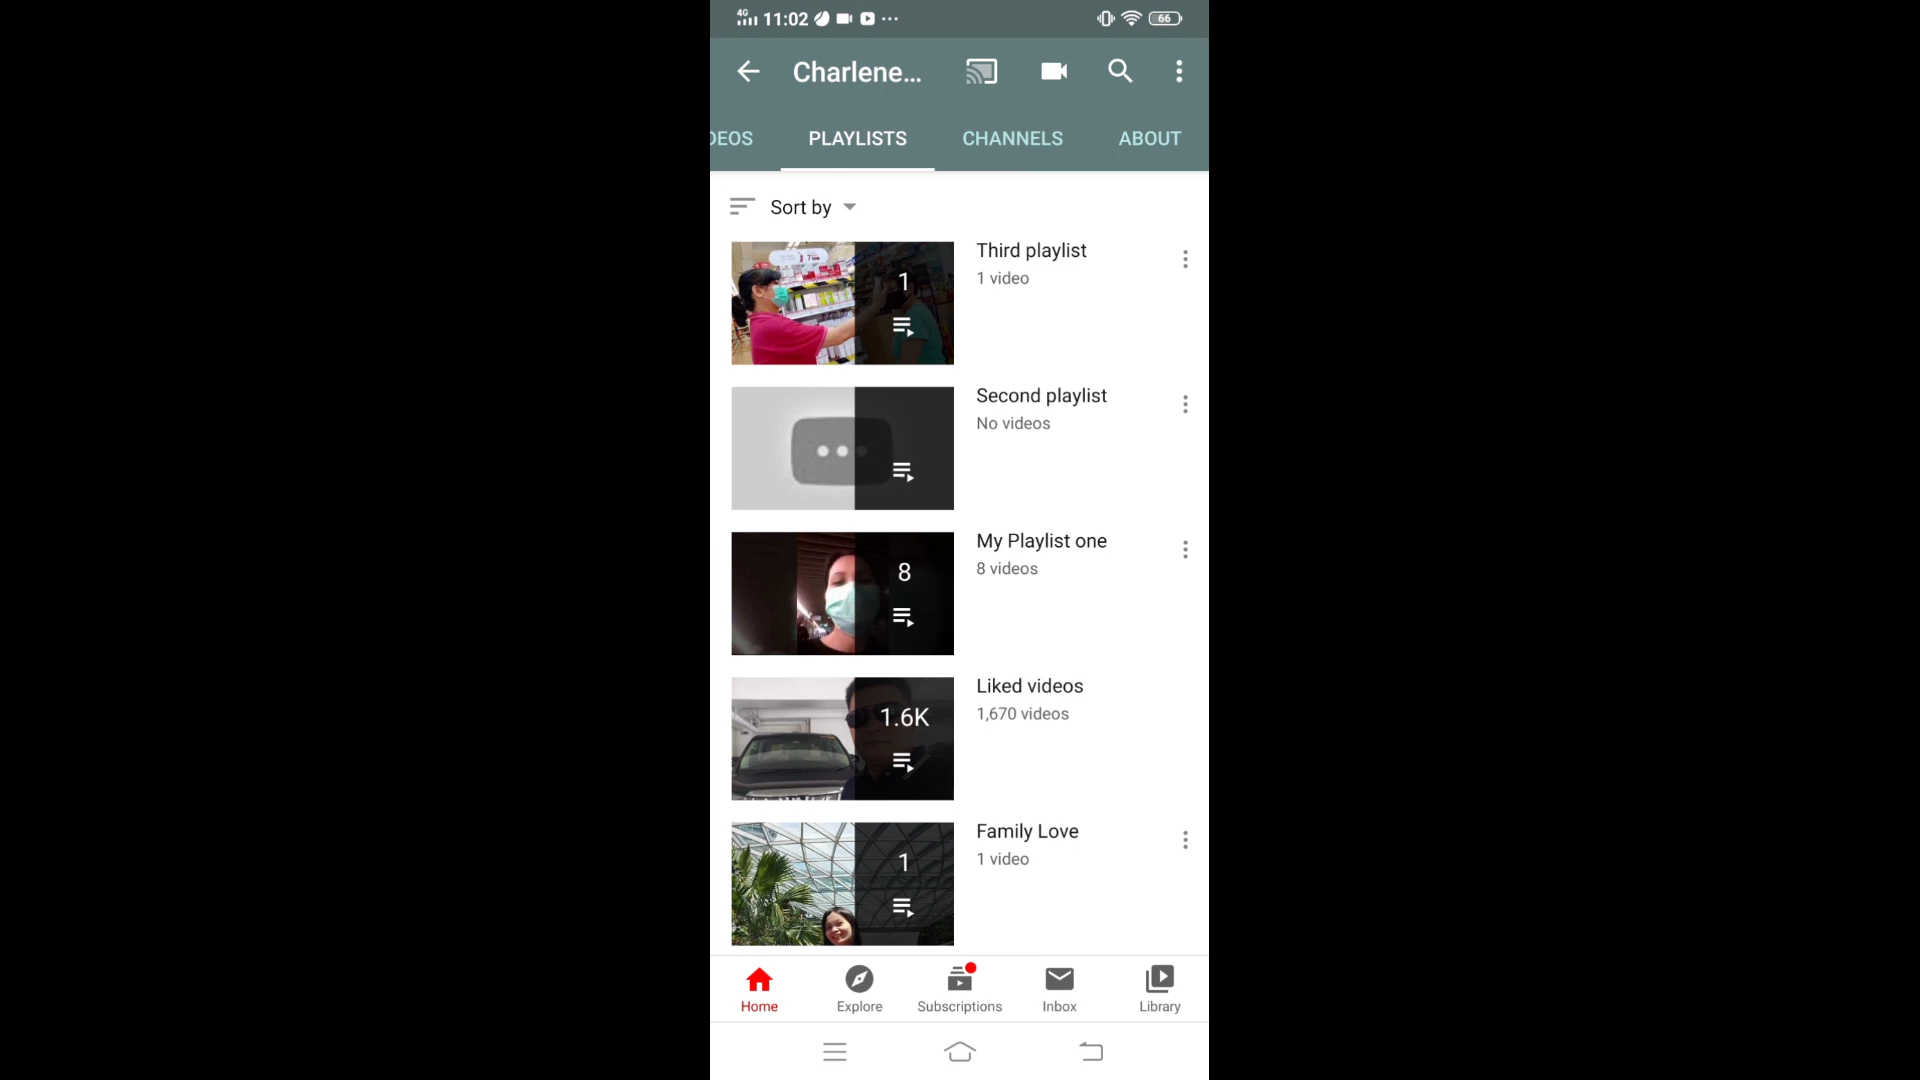 4G 11:02 66
Charlene...
DEOS PLAYLISTS CHANNELS ABOUT
Sort by
Third playlist
1 video
1
Second playlist
No videos
My Playlist one
8 videos
8
Liked videos
1,670 videos
1.6K
Family Love
1 video
1
Home Explore Subscriptions Inbox Library